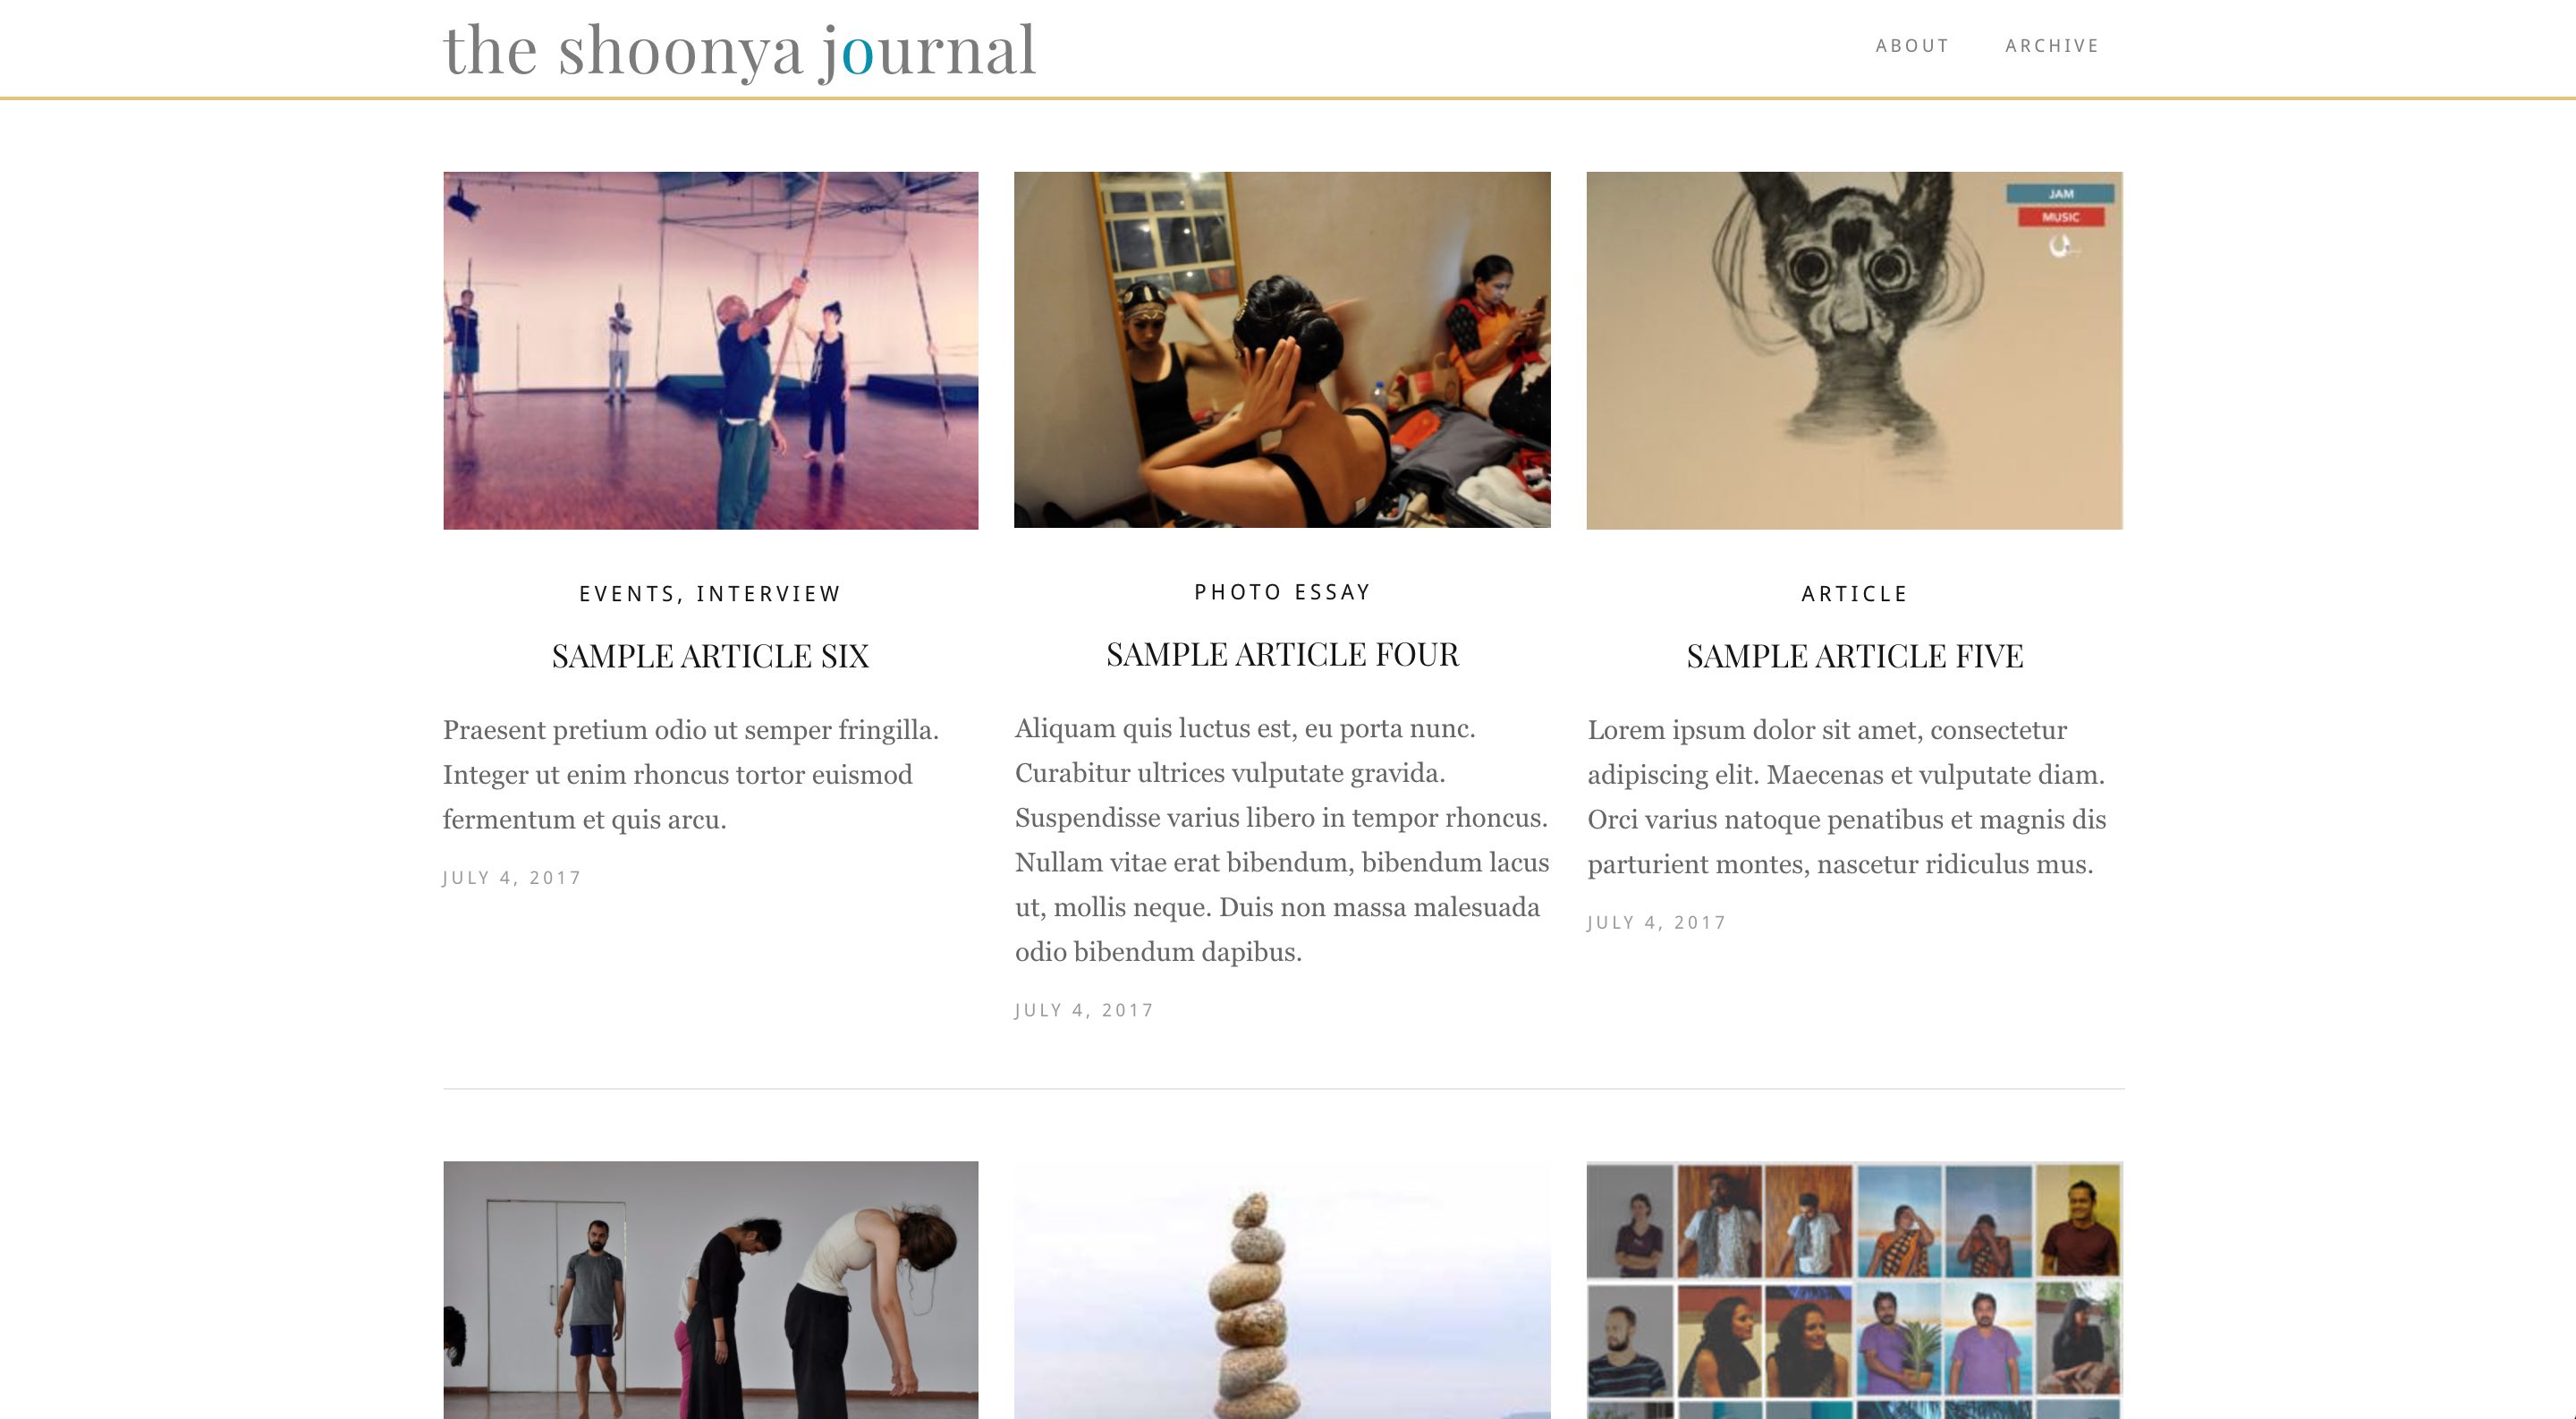 the shoonya journal
ABOUT ARCHIVE
JAM
MUSIC
EVENTS, INTERVIEW
SAMPLE ARTICLE SIX
Praesent pretium odio ut semper fringilla.
Integer ut enim rhoncus tortor euismod
fermentum et quis arcu.
JULY 4, 2017
PHOTO ESSAY
SAMPLE ARTICLE FOUR
Aliquam quis luctus est, eu porta nunc.
Curabitur ultrices vulputate gravida.
Suspendisse varius libero in tempor rhoncus.
Nullam vitae erat bibendum, bibendum lacus
ut, mollis neque. Duis non massa malesuada
odio bibendum dapibus.
JULY 4, 2017
ARTICLE
SAMPLE ARTICLE FIVE
Lorem ipsum dolor sit amet, consectetur
adipiscing elit. Maecenas et vulputate diam.
Orci varius natoque penatibus et magnis dis
parturient montes, nascetur ridiculus mus.
JULY 4, 2017